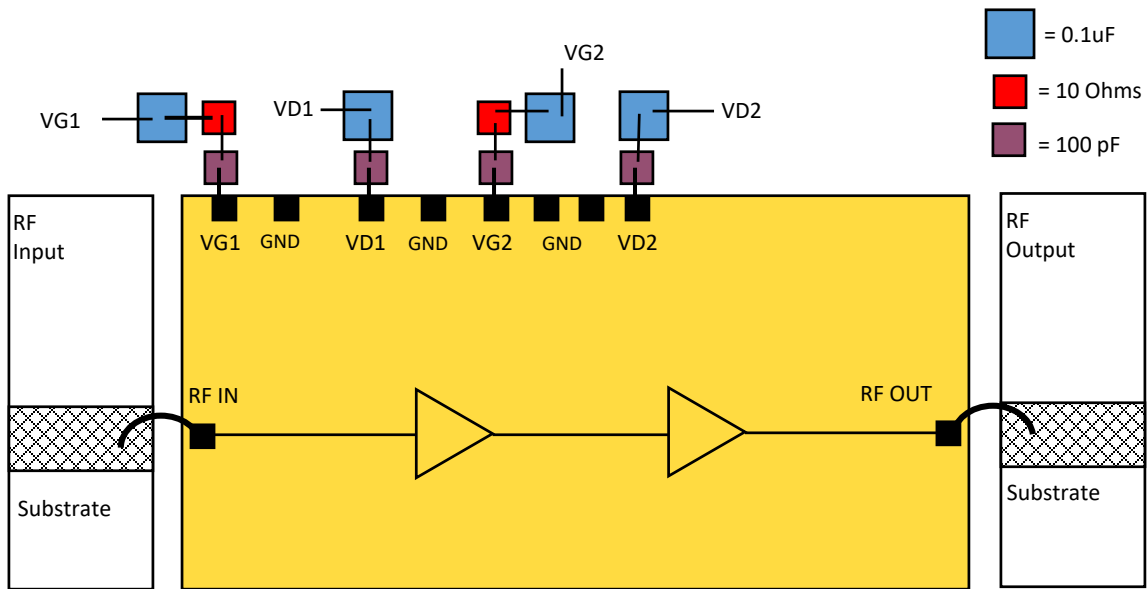 VG2
= 0.1uF
VG1
VD1
VD2
= 10 Ohms
= 100 pF
RF
Input
VG1
GND
VD1
GND
VG2
GND
VD2
RF
Output
RF IN
RF OUT
Substrate
Substrate